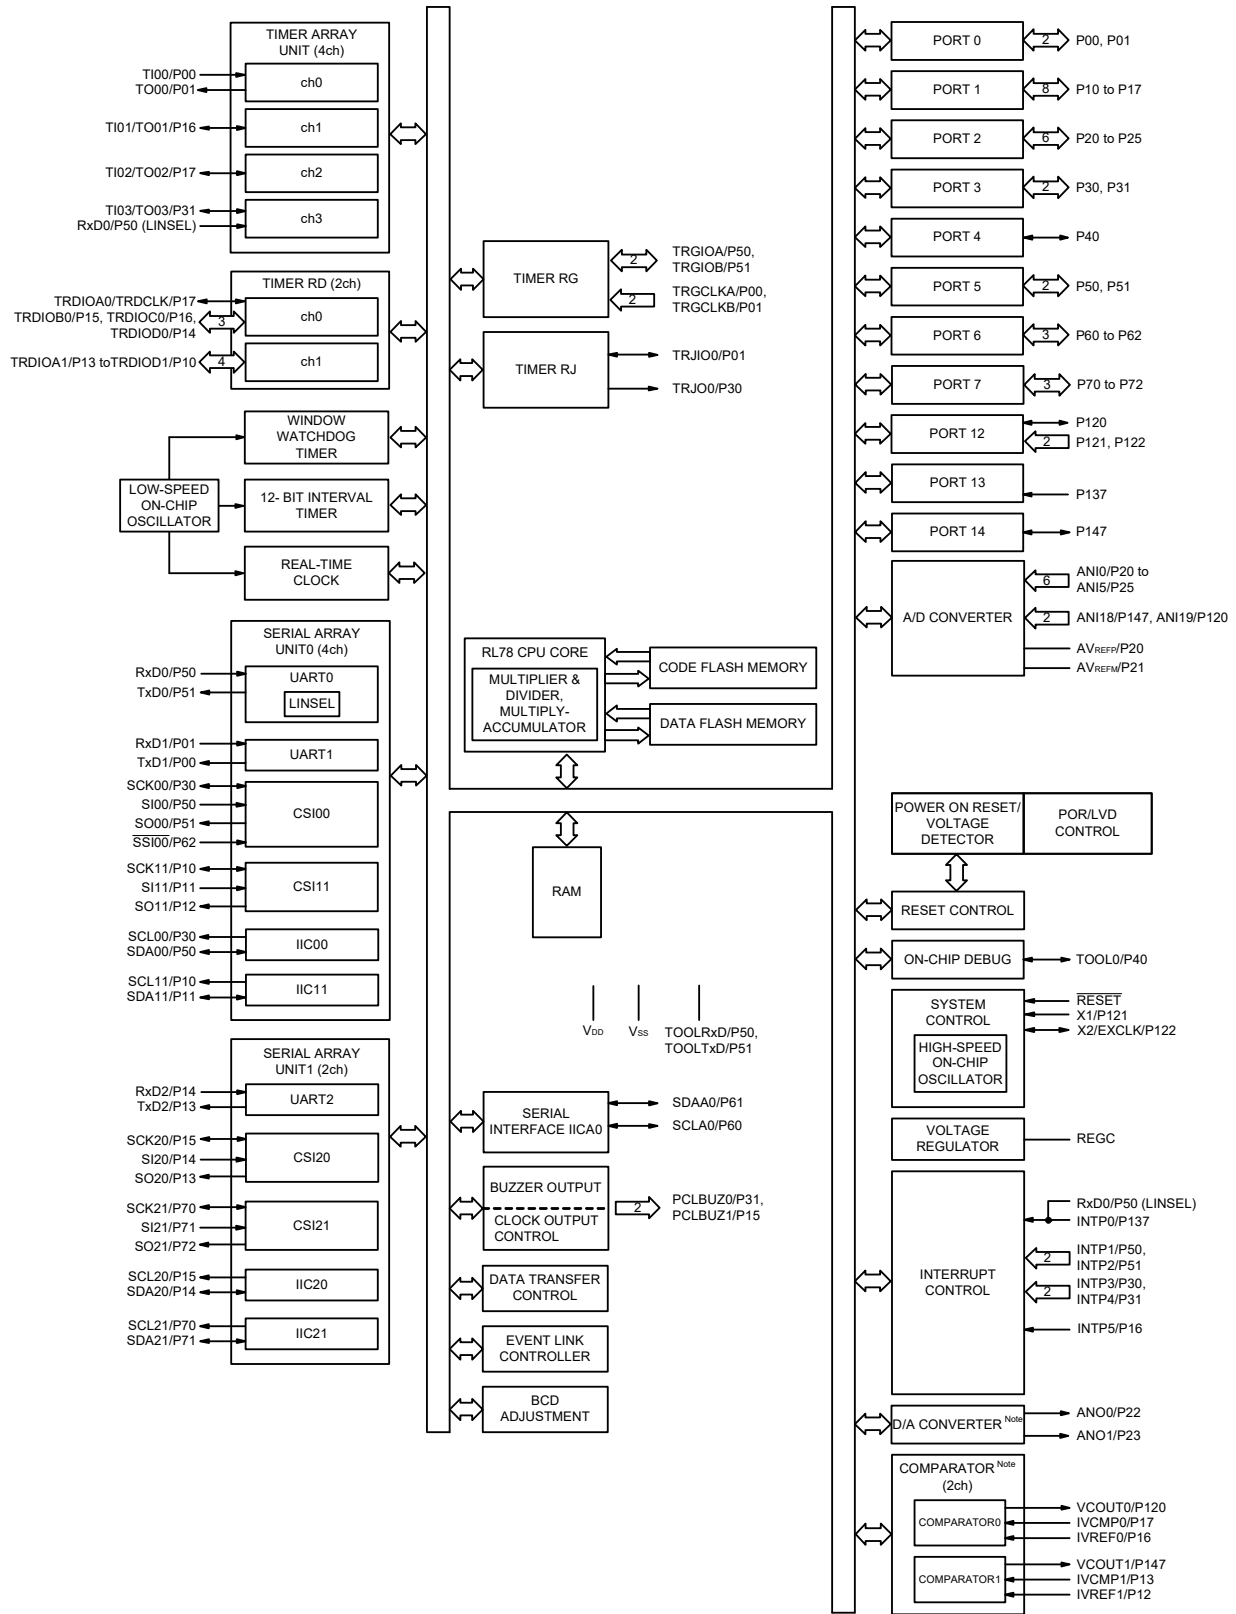 TIMER ARRAY
UNIT (4ch)
TI00/P00
TO00/P01
ch0
TI01/TO01/P16
ch1
TI02/TO02/P17
ch2
TI03/TO03/P31
RxD0/P50 (LINSEL)
ch3
TIMER RD (2ch)
TRDIOA0/TRDCLK/P17
TRDIOB0/P15, TRDIOC0/P16,
TRDIOD0/P14
3
ch0
TRDIOA1/P13 toTRDIOD1/P10
4
ch1
WINDOW
WATCHDOG
TIMER
LOW-SPEED
ON-CHIP
OSCILLATOR
12- BIT INTERVAL
TIMER
REAL-TIME
CLOCK
SERIAL ARRAY
UNIT0 (4ch)
RxD0/P50
TxD0/P51
UART0
LINSEL
RxD1/P01
TxD1/P00
UART1
SCK00/P30
SI00/P50
SO00/P51
SSI00/P62
CSI00
SCK11/P10
SI11/P11
SO11/P12
CSI11
SCL00/P30
SDA00/P50
IIC00
SCL11/P10
SDA11/P11
IIC11
SERIAL ARRAY
UNIT1 (2ch)
RxD2/P14
TxD2/P13
UART2
SCK20/P15
SI20/P14
SO20/P13
CSI20
SCK21/P70
SI21/P71
SO21/P72
CSI21
SCL20/P15
SDA20/P14
IIC20
SCL21/P70
SDA21/P71
IIC21
TIMER RG
2
TRGIOA/P50,
TRGIOB/P51
2
TRGCLKA/P00,
TRGCLKB/P01
TIMER RJ
TRJIO0/P01
TRJO0/P30
RL78 CPU CORE
MULTIPLIER &
DIVIDER,
MULTIPLY-
ACCUMULATOR
CODE FLASH MEMORY
DATA FLASH MEMORY
RAM
VDD
VSS
TOOLRxD/P50,
TOOLTxD/P51
SERIAL
INTERFACE IICA0
SDAA0/P61
SCLA0/P60
BUZZER OUTPUT
CLOCK OUTPUT
CONTROL
2
PCLBUZ0/P31,
PCLBUZ1/P15
DATA TRANSFER
CONTROL
EVENT LINK
CONTROLLER
BCD
ADJUSTMENT
PORT 0
2
P00, P01
PORT 1
8
P10 to P17
PORT 2
6
P20 to P25
PORT 3
2
P30, P31
PORT 4
P40
PORT 5
2
P50, P51
PORT 6
3
P60 to P62
PORT 7
3
P70 to P72
PORT 12
P120
2
P121, P122
PORT 13
P137
PORT 14
P147
A/D CONVERTER
6
ANI0/P20 to
ANI5/P25
2
ANI18/P147, ANI19/P120
AVREFP/P20
AVREFM/P21
POWER ON RESET/
VOLTAGE
DETECTOR
POR/LVD
CONTROL
RESET CONTROL
ON-CHIP DEBUG
TOOL0/P40
SYSTEM
CONTROL
HIGH-SPEED
ON-CHIP
OSCILLATOR
RESET
X1/P121
X2/EXCLK/P122
VOLTAGE
REGULATOR
REGC
INTERRUPT
CONTROL
RxD0/P50 (LINSEL)
INTP0/P137
2
INTP1/P50,
INTP2/P51
2
INTP3/P30,
INTP4/P31
INTP5/P16
D/A CONVERTER Note
ANO0/P22
ANO1/P23
COMPARATOR Note
(2ch)
COMPARATOR0
VCOUT0/P120
IVCMP0/P17
IVREF0/P16
COMPARATOR1
VCOUT1/P147
IVCMP1/P13
IVREF1/P12